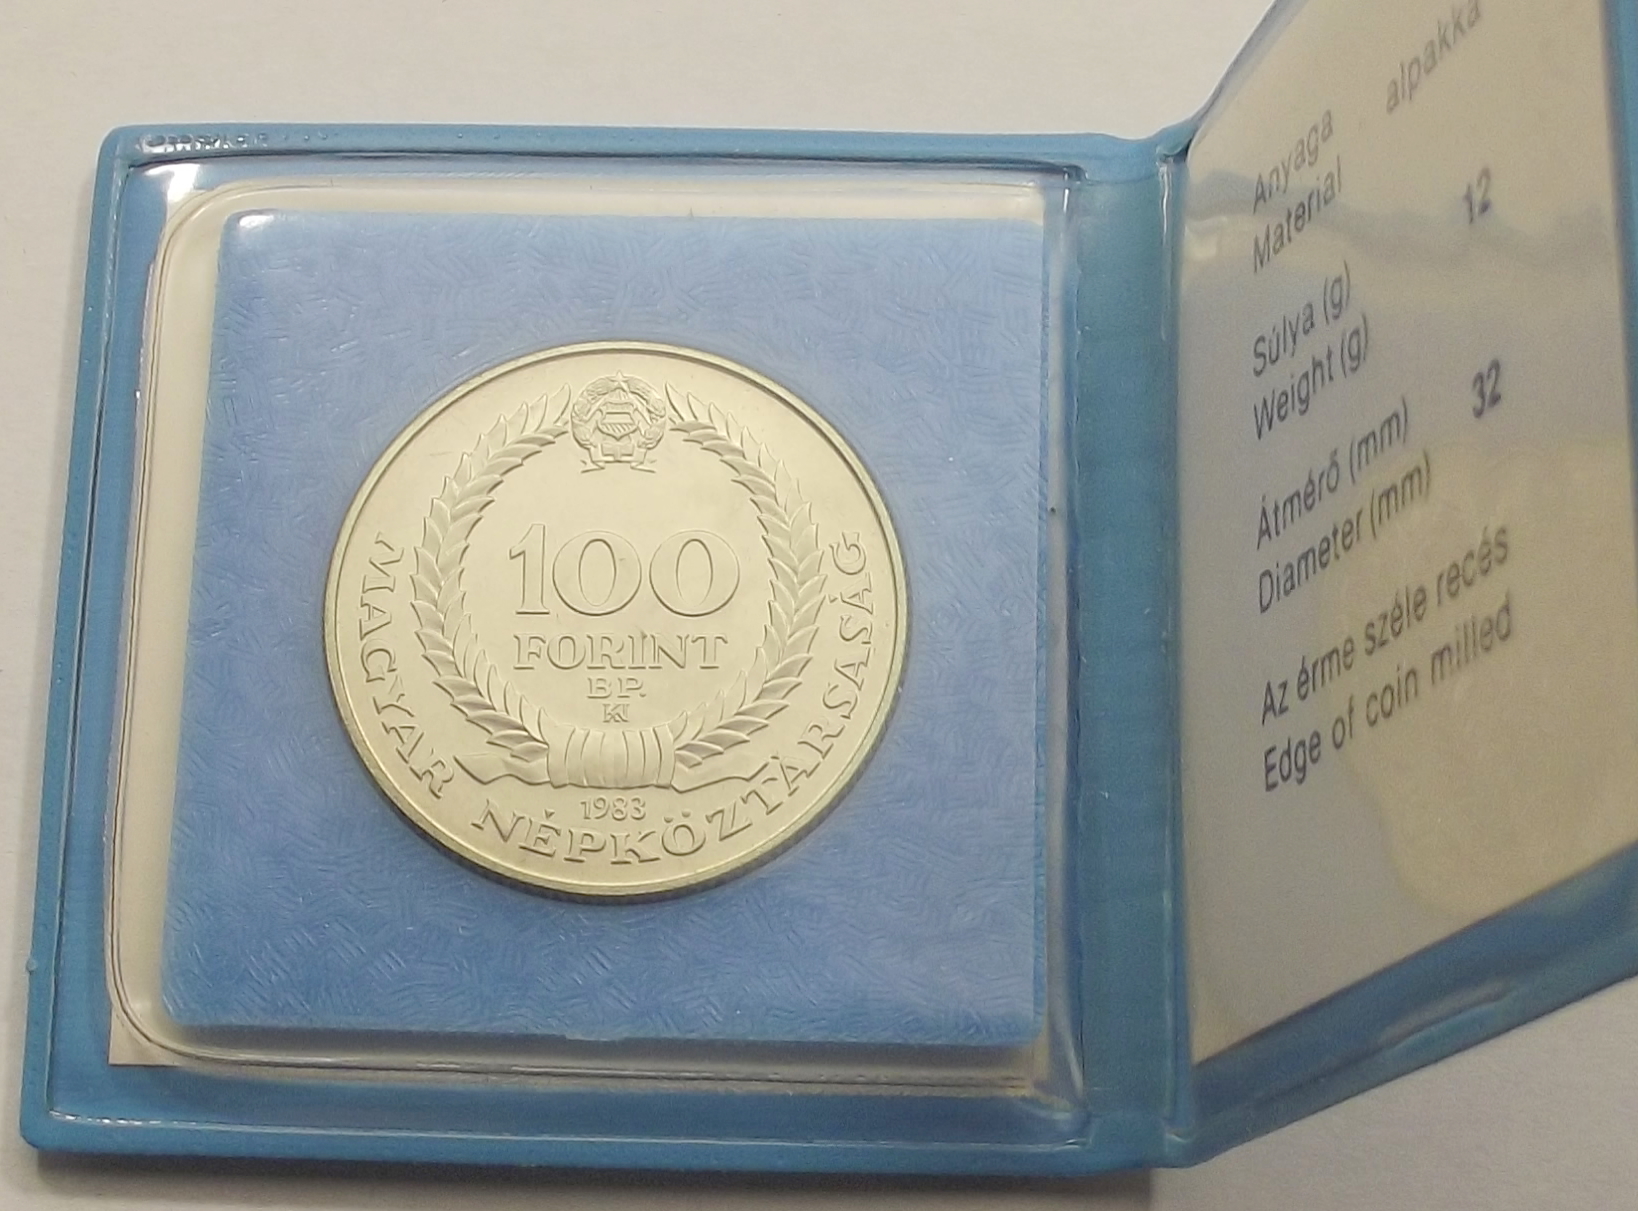 100
FORINT
BP.
1983
MAGYAR NÉPKÖZTÁRSASÁG
Anyaga alpakka
Material
Súlya (g) 12
Weight (g)
Átmérő (mm) 32
Diameter (mm)
Az érme széle recés
Edge of coin milled